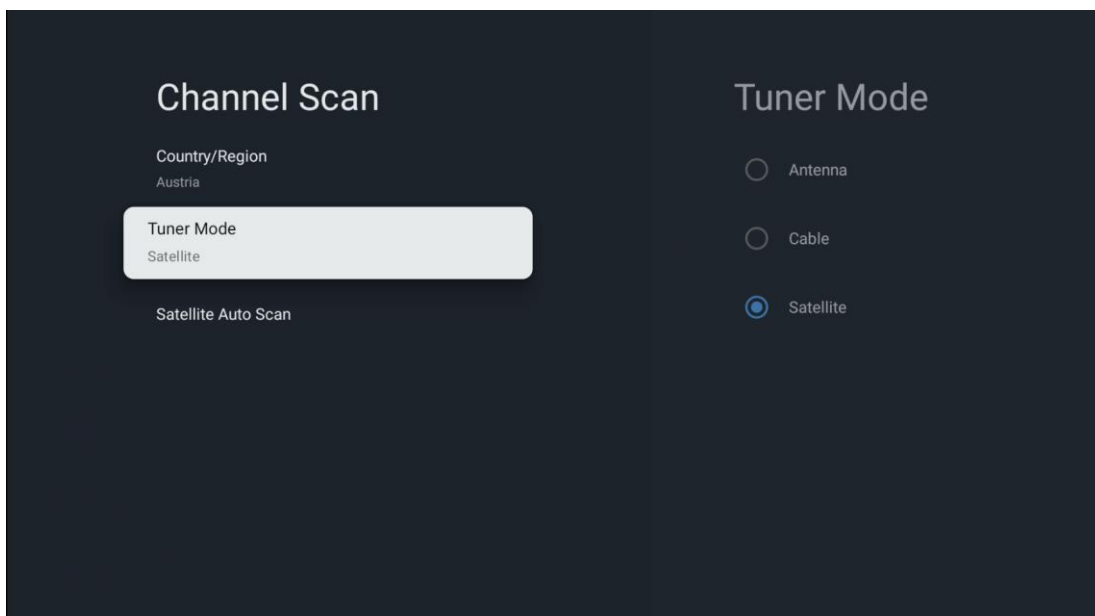 Channel Scan
Country/Region
Austria
Tuner Mode
Satellite
Satellite Auto Scan
Tuner Mode
Antenna
Cable
Satellite